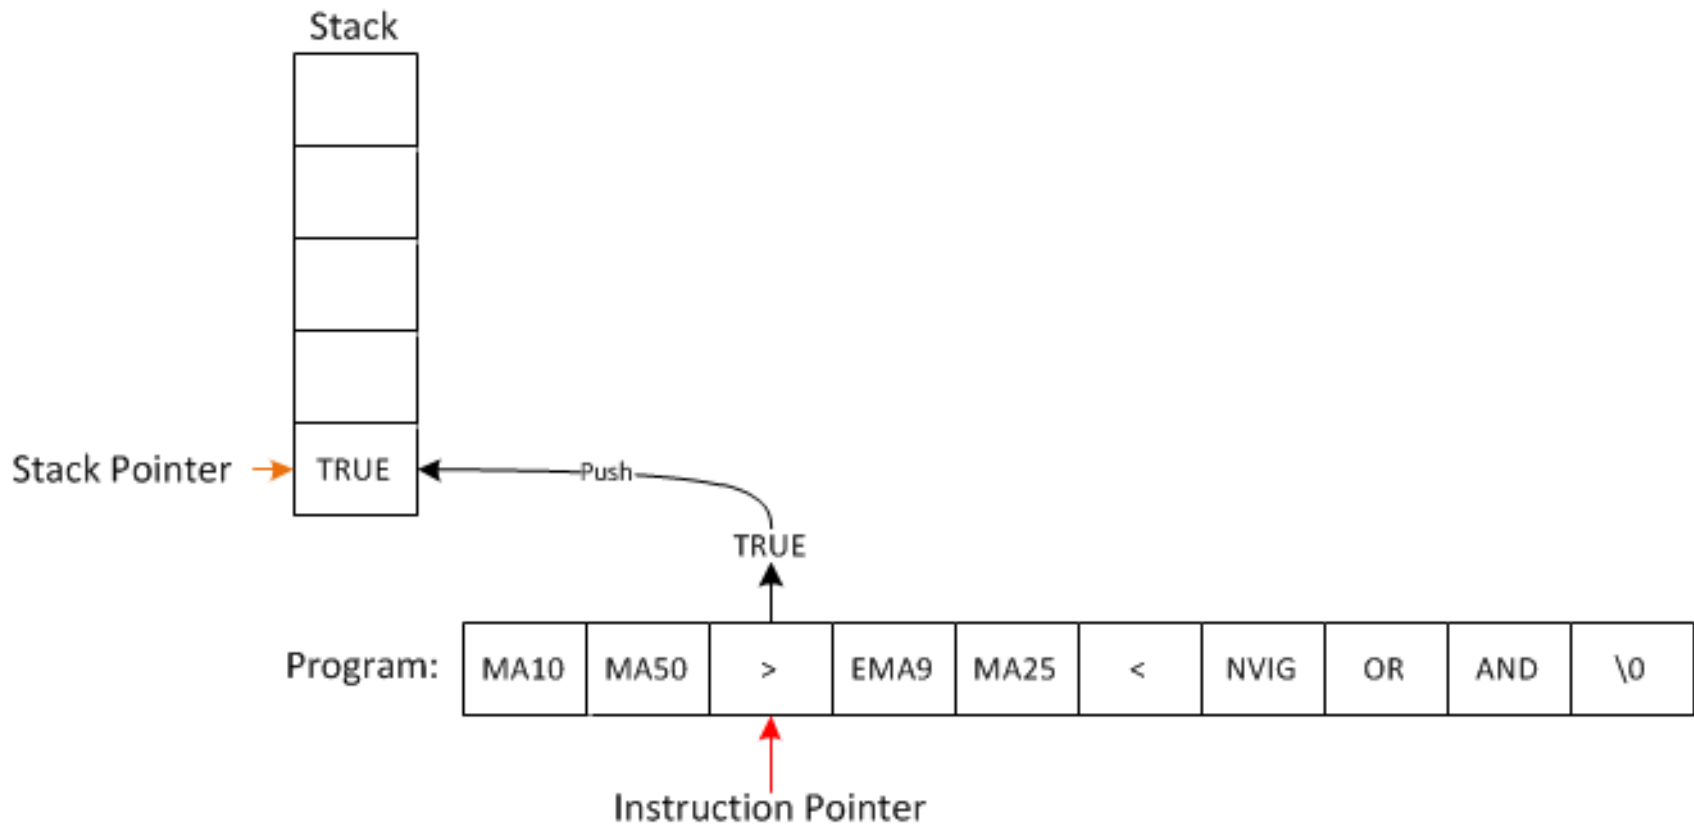 Stack
Stack Pointer
TRUE
Push
TRUE
Program:
MA10 MA50 > EMA9 MA25 < NVIG OR AND \0
Instruction Pointer